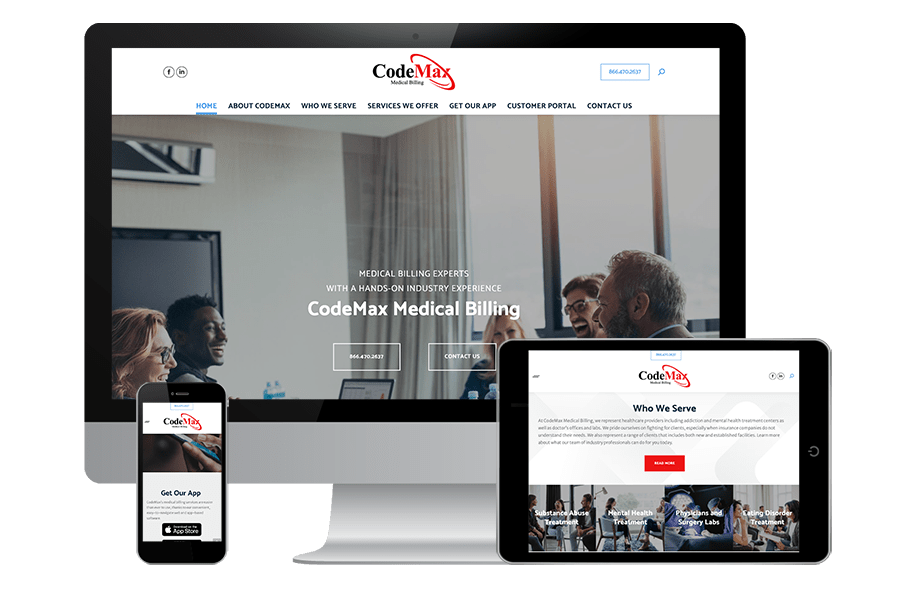 f in
CodeMax
Medical Billing
866.470.2637
HOME ABOUT CODEMAX WHO WE SERVE SERVICES WE OFFER GET OUR APP CUSTOMER PORTAL CONTACT US
MEDICAL BILLING EXPERTS
WITH A HANDS-ON INDUSTRY EXPERIENCE
CodeMax Medical Billing
866.470.2637 CONTACT US
CodeMax
Medical Billing
Get Our App
Download on the
App Store
866.470.2637
CodeMax
Medical Billing
f in
Who We Serve
At CodeMax Medical Billing, we represent healthcare providers including addiction and mental health treatment centers as
well as doctor's offices and labs. We pride ourselves on fighting for clients, especially when insurance companies do not
understand their needs. We also represent a range of clients that includes both new and established facilities. Learn more
about what our team of industry professionals can do for you today.
READ MORE
Substance Abuse
Treatment
Mental Health
Treatment
Physicians and
Surgery Labs
Eating Disorder
Treatment